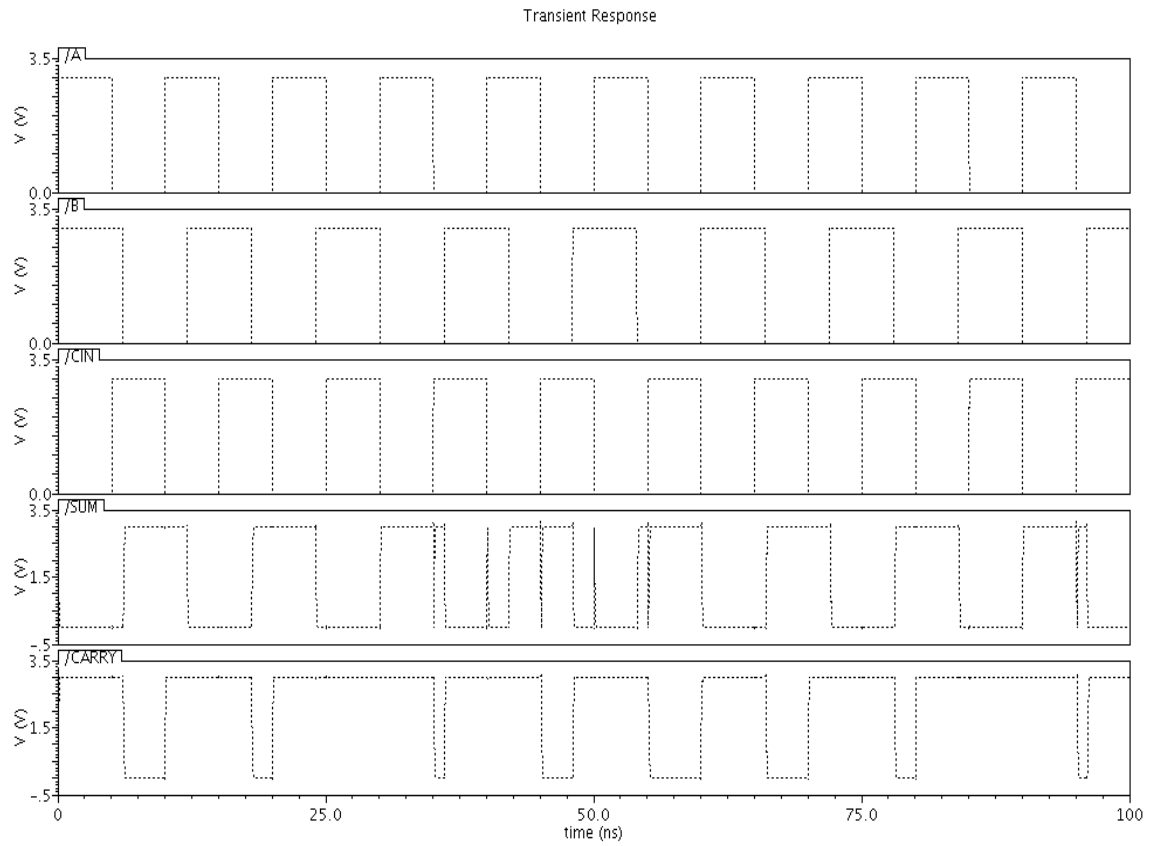 Transient Response
/A
3.5
V (V)
0.0
/B
3.5
V (V)
0.0
/CIN
3.5
V (V)
0.0
/SUM
3.5
V (V)
1.5
-.5
/CARRY
3.5
V (V)
1.5
-.5
0 25.0 50.0 75.0 100
time (ns)